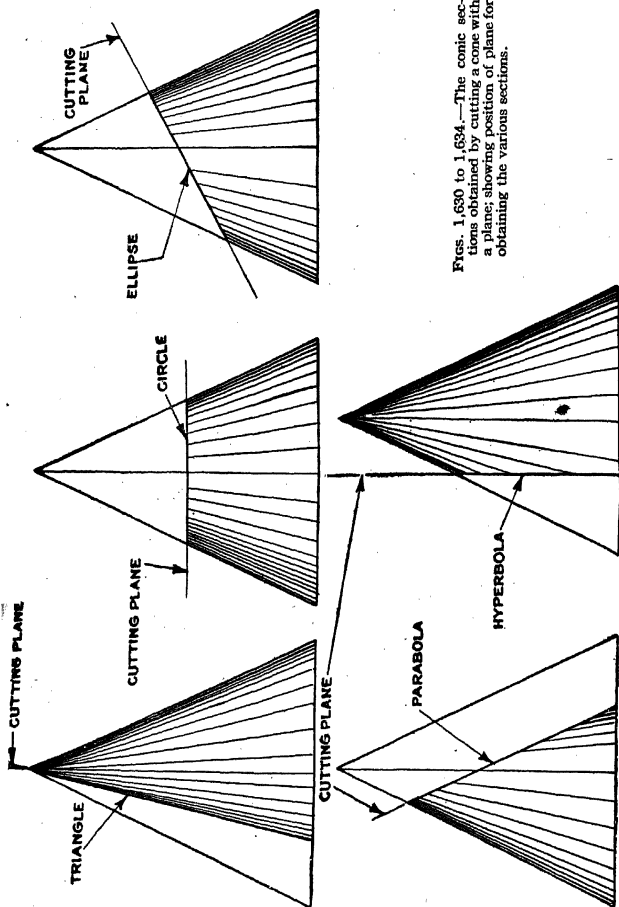 CUTTING PLANE
TRIANGLE
CUTTING PLANE
CIRCLE
CUTTING
PLANE
ELLIPSE
CUTTING PLANE
PARABOLA
HYPERBOLA
FIGS. 1,630 to 1,634.—The conic sec-
tions obtained by cutting a cone with
a plane; showing position of plane for
obtaining the various sections.